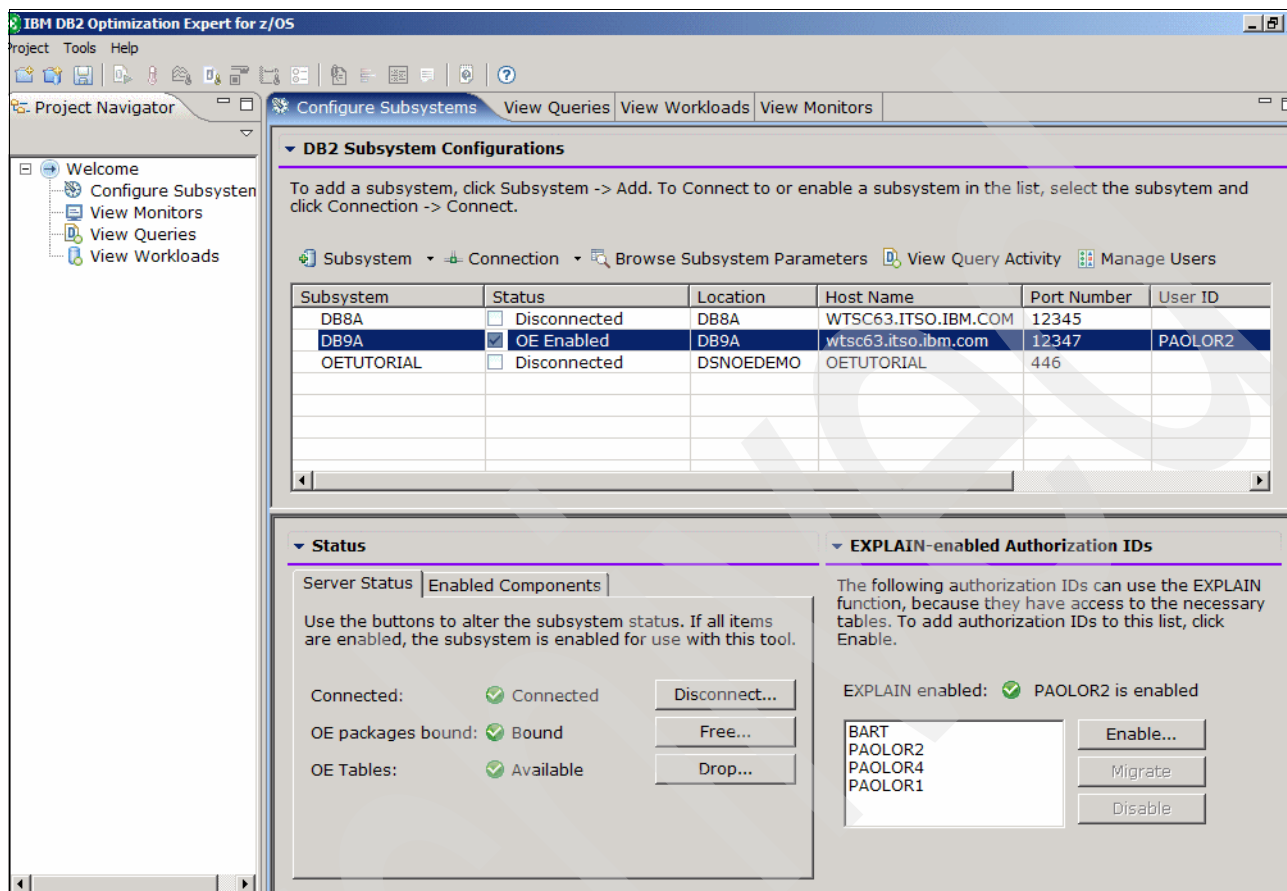 IBM DB2 Optimization Expert for z/OS
Project Tools Help
Project Navigator
Configure Subsystems View Queries View Workloads View Monitors
Welcome
Configure Subsystem
View Monitors
View Queries
View Workloads
DB2 Subsystem Configurations
To add a subsystem, click Subsystem -> Add. To Connect to or enable a subsystem in the list, select the subsytem and
click Connection -> Connect.
Subsystem Connection Browse Subsystem Parameters View Query Activity Manage Users
Subsystem Status Location Host Name Port Number User ID
DB8A Disconnected DB8A WTSC63.ITSO.IBM.COM 12345
DB9A OE Enabled DB9A wtsc63.itso.ibm.com 12347 PAOLOR2
OETUTORIAL Disconnected DSNOEDEMO OETUTORIAL 446
Status
Server Status Enabled Components
Use the buttons to alter the subsystem status. If all items
are enabled, the subsystem is enabled for use with this tool.
Connected: Connected Disconnect...
OE packages bound: Bound Free...
OE Tables: Available Drop...
EXPLAIN-enabled Authorization IDs
The following authorization IDs can use the EXPLAIN
function, because they have access to the necessary
tables. To add authorization IDs to this list, click
Enable.
EXPLAIN enabled: PAOLOR2 is enabled
BART
PAOLOR2
PAOLOR4
PAOLOR1
Enable...
Migrate
Disable